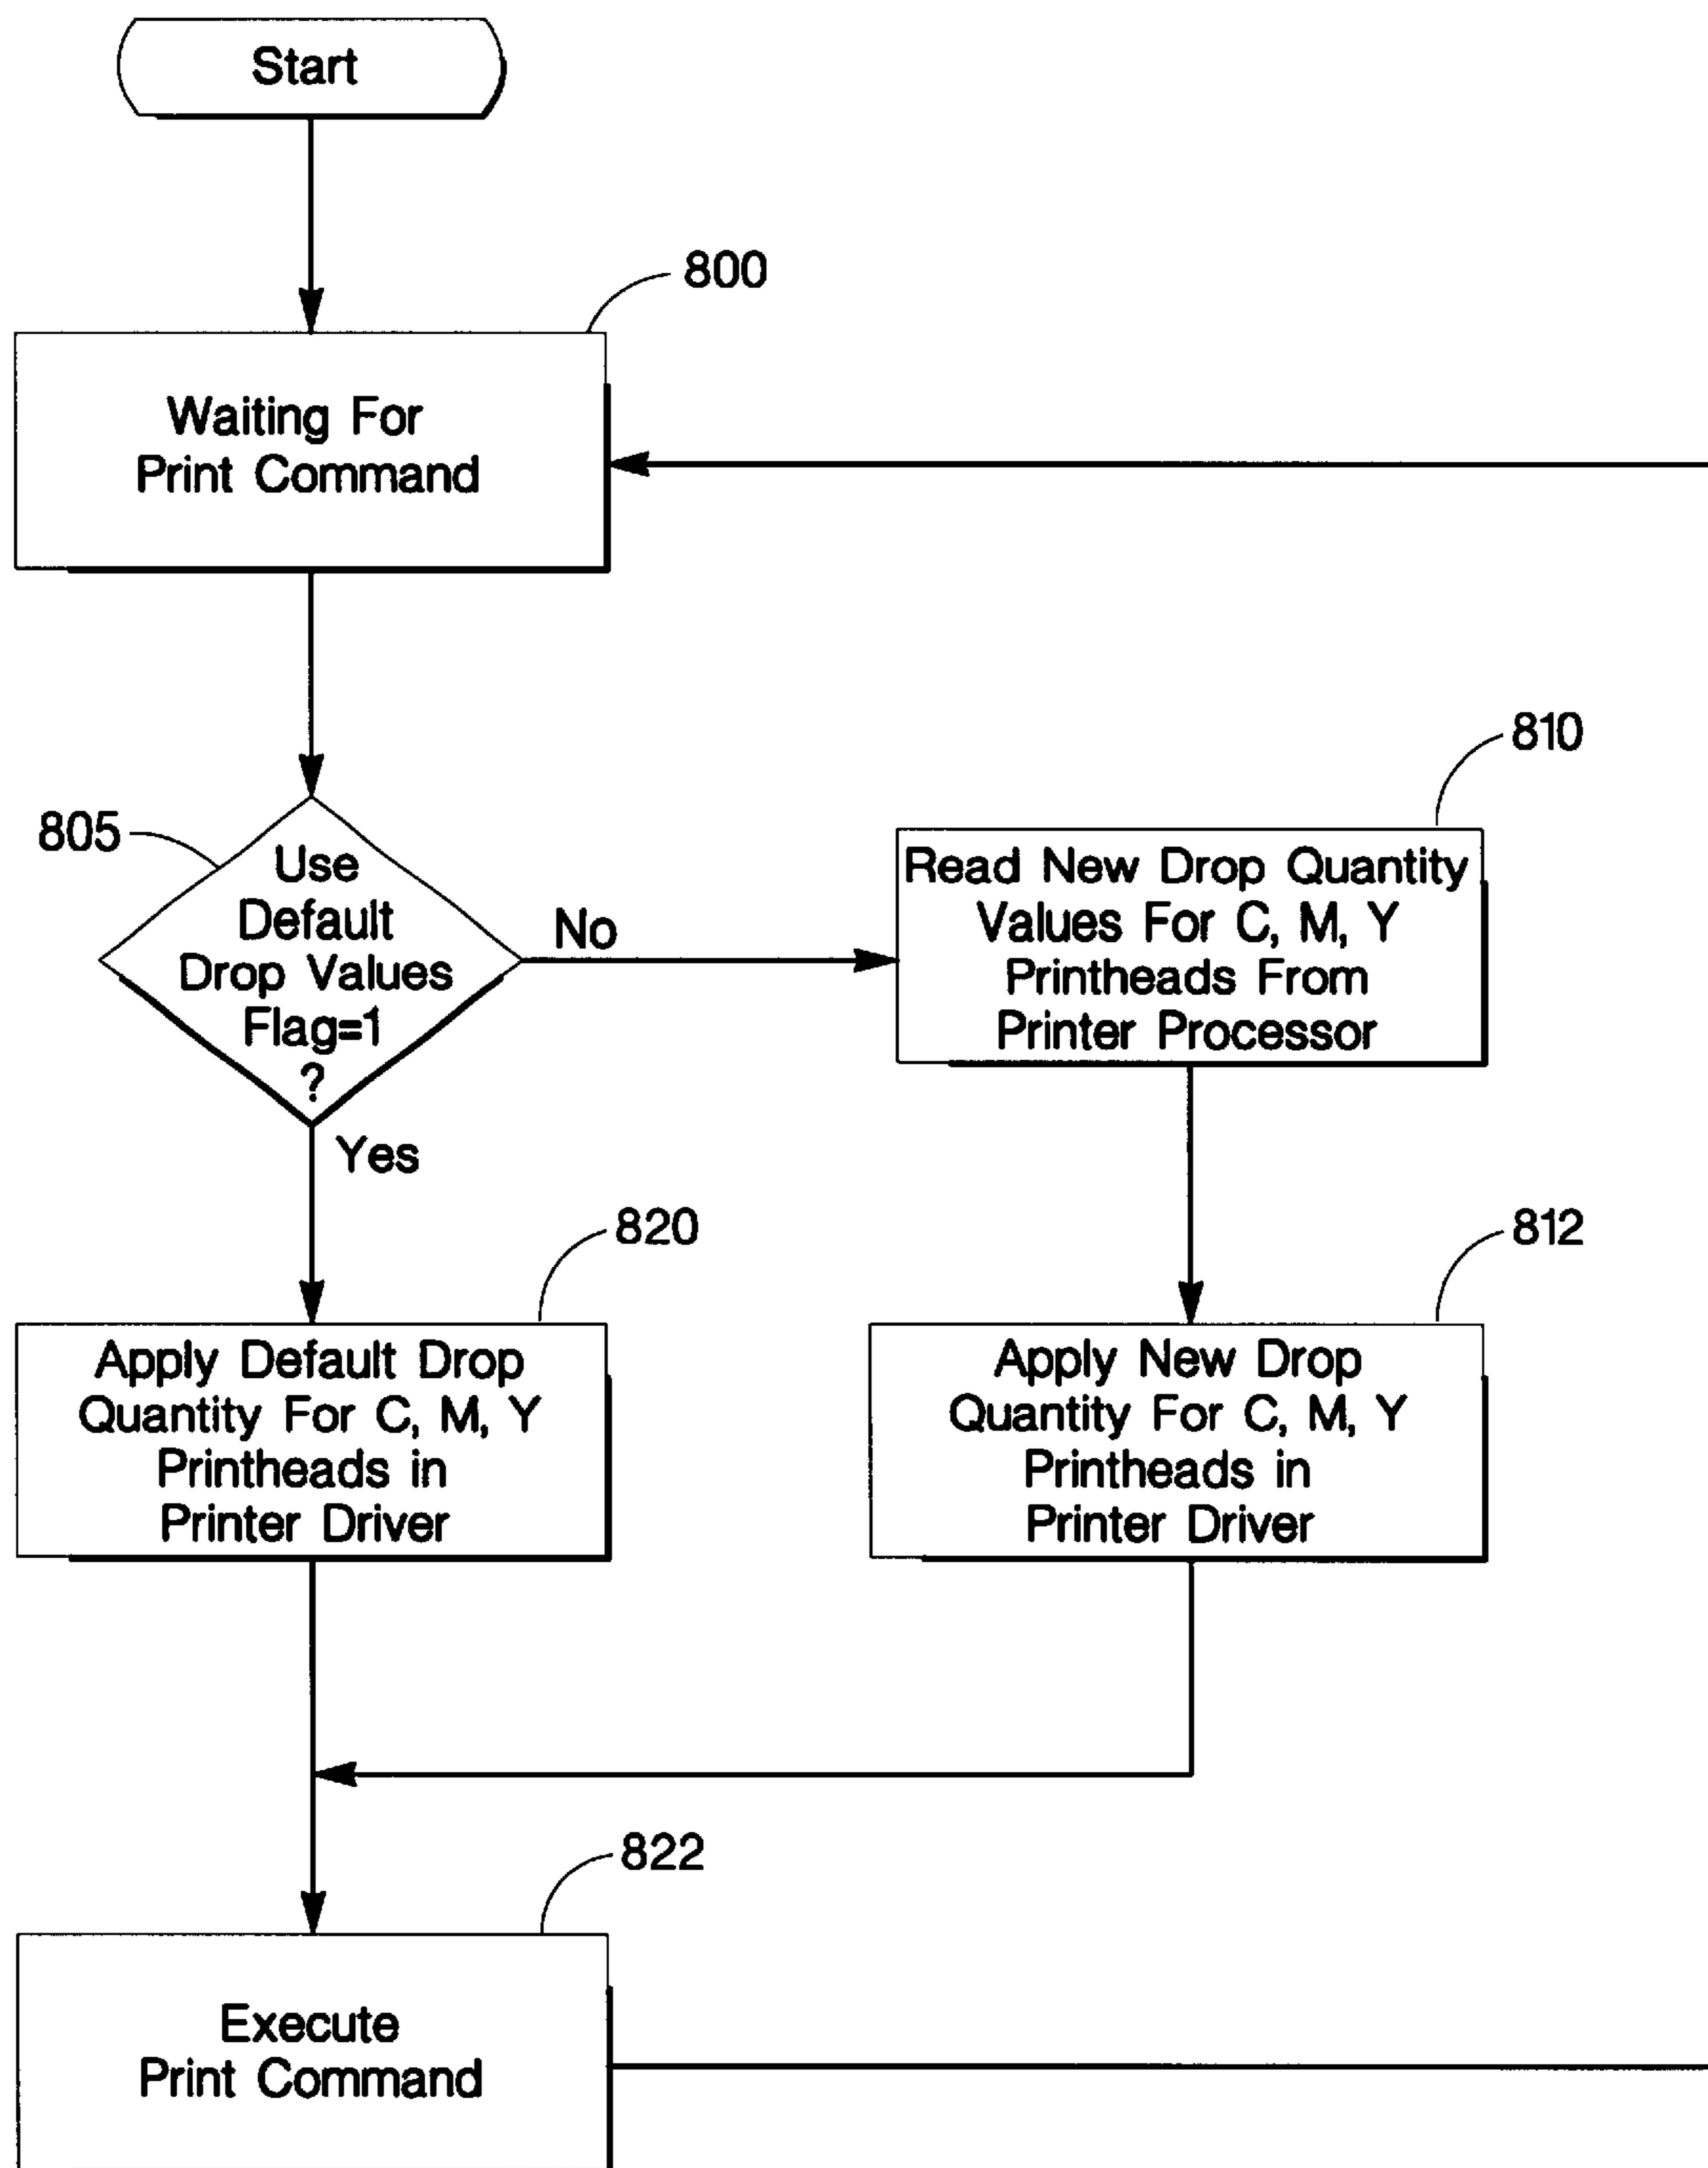 Start
800
Waiting For
Print Command
805
Use
Default
Drop Values
Flag=1
?
No
Yes
810
Read New Drop Quantity
Values For C, M, Y
Printheads From
Printer Processor
820
Apply Default Drop
Quantity For C, M, Y
Printheads in
Printer Driver
812
Apply New Drop
Quantity For C, M, Y
Printheads in
Printer Driver
822
Execute
Print Command